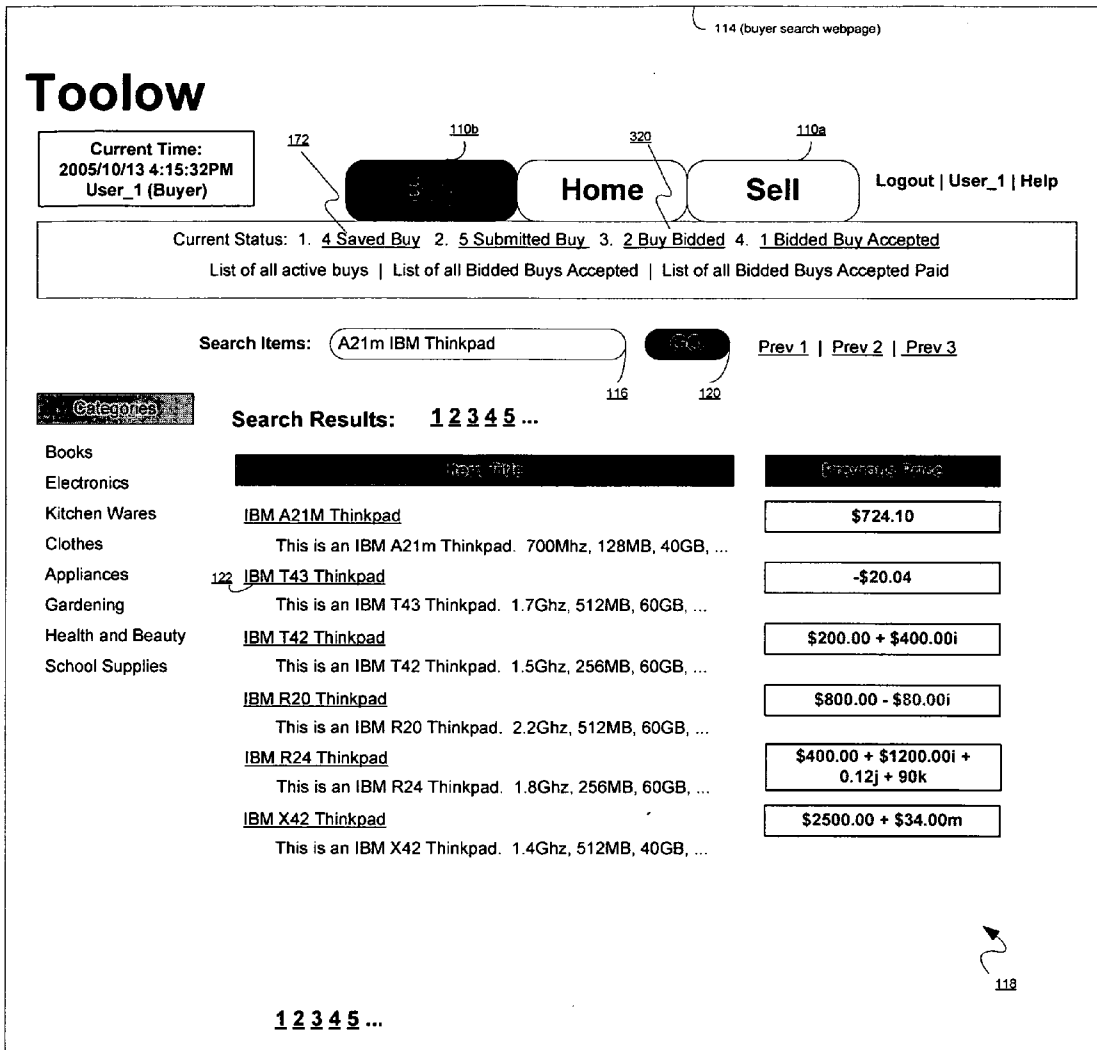 114 (buyer search webpage)
Toolow
Current Time:
2005/10/13 4:15:32PM
User_1 (Buyer)
172
110b
320
110a
Home
Sell
Logout | User_1 | Help
Current Status: 1. 4 Saved Buy 2. 5 Submitted Buy 3. 2 Buy Bidded 4. 1 Bidded Buy Accepted
List of all active buys | List of all Bidded Buys Accepted | List of all Bidded Buys Accepted Paid
Search Items: A21m IBM Thinkpad GO Prev 1 | Prev 2 | Prev 3
116
120
Categories
Search Results: 1 2 3 4 5 ...
Books
Electronics
Kitchen Wares
Clothes
Appliances
Gardening
Health and Beauty
School Supplies
Item Title
IBM A21M Thinkpad $724.10
This is an IBM A21m Thinkpad. 700Mhz, 128MB, 40GB, ...
122 IBM T43 Thinkpad -$20.04
This is an IBM T43 Thinkpad. 1.7Ghz, 512MB, 60GB, ...
IBM T42 Thinkpad $200.00 + $400.00i
This is an IBM T42 Thinkpad. 1.5Ghz, 256MB, 60GB, ...
IBM R20 Thinkpad $800.00 - $80.00i
This is an IBM R20 Thinkpad. 2.2Ghz, 512MB, 60GB, ...
IBM R24 Thinkpad $400.00 + $1200.00i +
0.12j + 90k
This is an IBM R24 Thinkpad. 1.8Ghz, 256MB, 60GB, ...
IBM X42 Thinkpad $2500.00 + $34.00m
This is an IBM X42 Thinkpad. 1.4Ghz, 512MB, 40GB, ...
118
1 2 3 4 5 ...